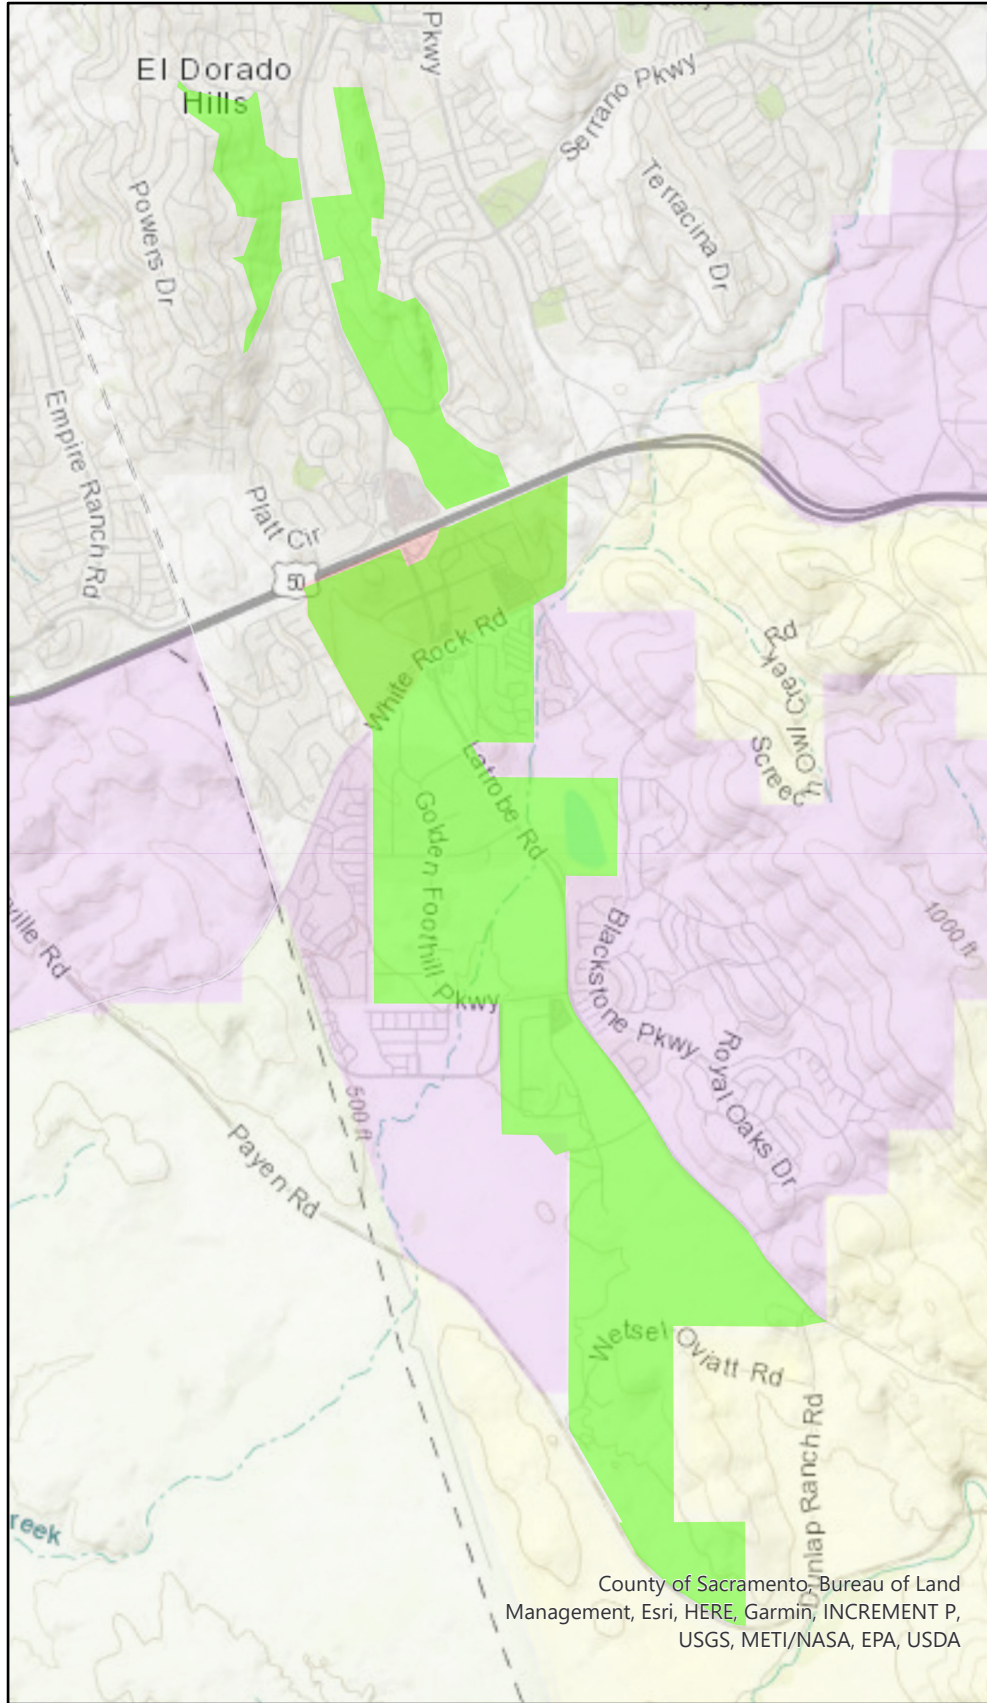 Pkwy
El Dorado
Hills
Serrano Pkwy
Terracina Dr
Powers Dr
Empire Ranch Rd
Platt Cir
50
White Rock Rd
Screech Owl Creek Rd
Latrobe Rd
Golden Foothill Pkwy
ville Rd
Blackstone Pkwy
1000 ft
Royal Oaks Dr
500 ft
Payen Rd
Wetsel-Oviatt Rd
Dunlap Ranch Rd
reek
County of Sacramento, Bureau of Land
Management, Esri, HERE, Garmin, INCREMENT P,
USGS, METI/NASA, EPA, USDA